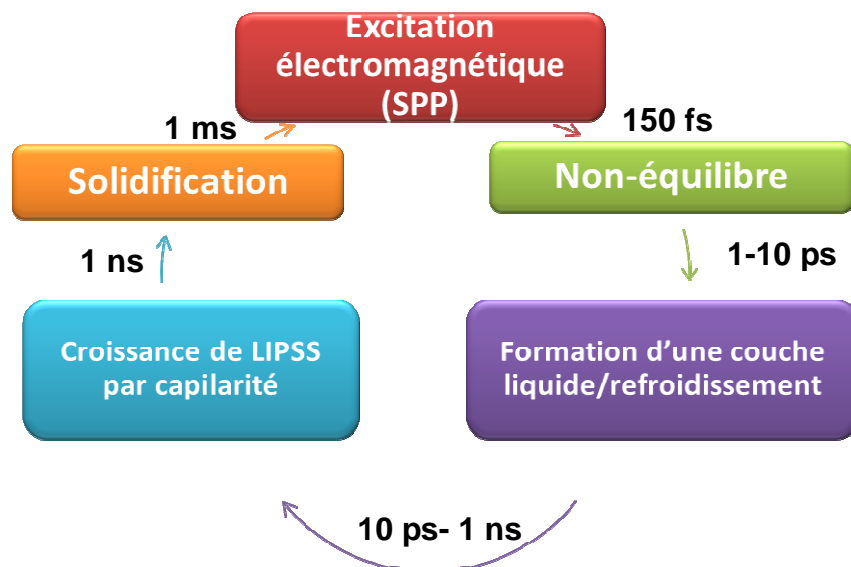 Excitation
électromagnétique
(SPP)
1 ms
150 fs
Solidification
Non-équilibre
1 ns
1-10 ps
Croissance de LIPSS
par capilarité
Formation d’une couche
liquide/refroidissement
10 ps- 1 ns